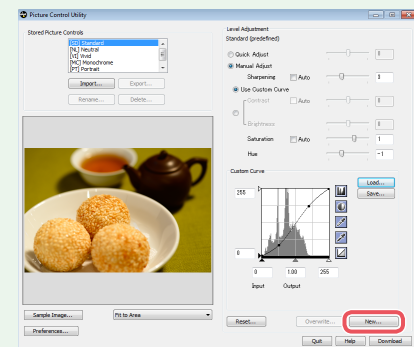 Picture Control Utility
Stored Picture Controls
[SD] Standard
[NL] Neutral
[VI] Vivid
[MC] Monochrome
[PT] Portrait
Import...
Export...
Rename...
Delete...
Sample Image...
Fit to Area
Preferences...
Level Adjustment
Standard (predefined)
Quick Adjust
0
Manual Adjust
Sharpening
Auto
3
Use Custom Curve
Contrast
Auto
0
Brightness
0
Saturation
Auto
1
Hue
-1
Custom Curve
Load...
Save...
255
0
0
1.00
255
Input
Output
Reset...
Overwrite...
New...
Quit
Help
Download